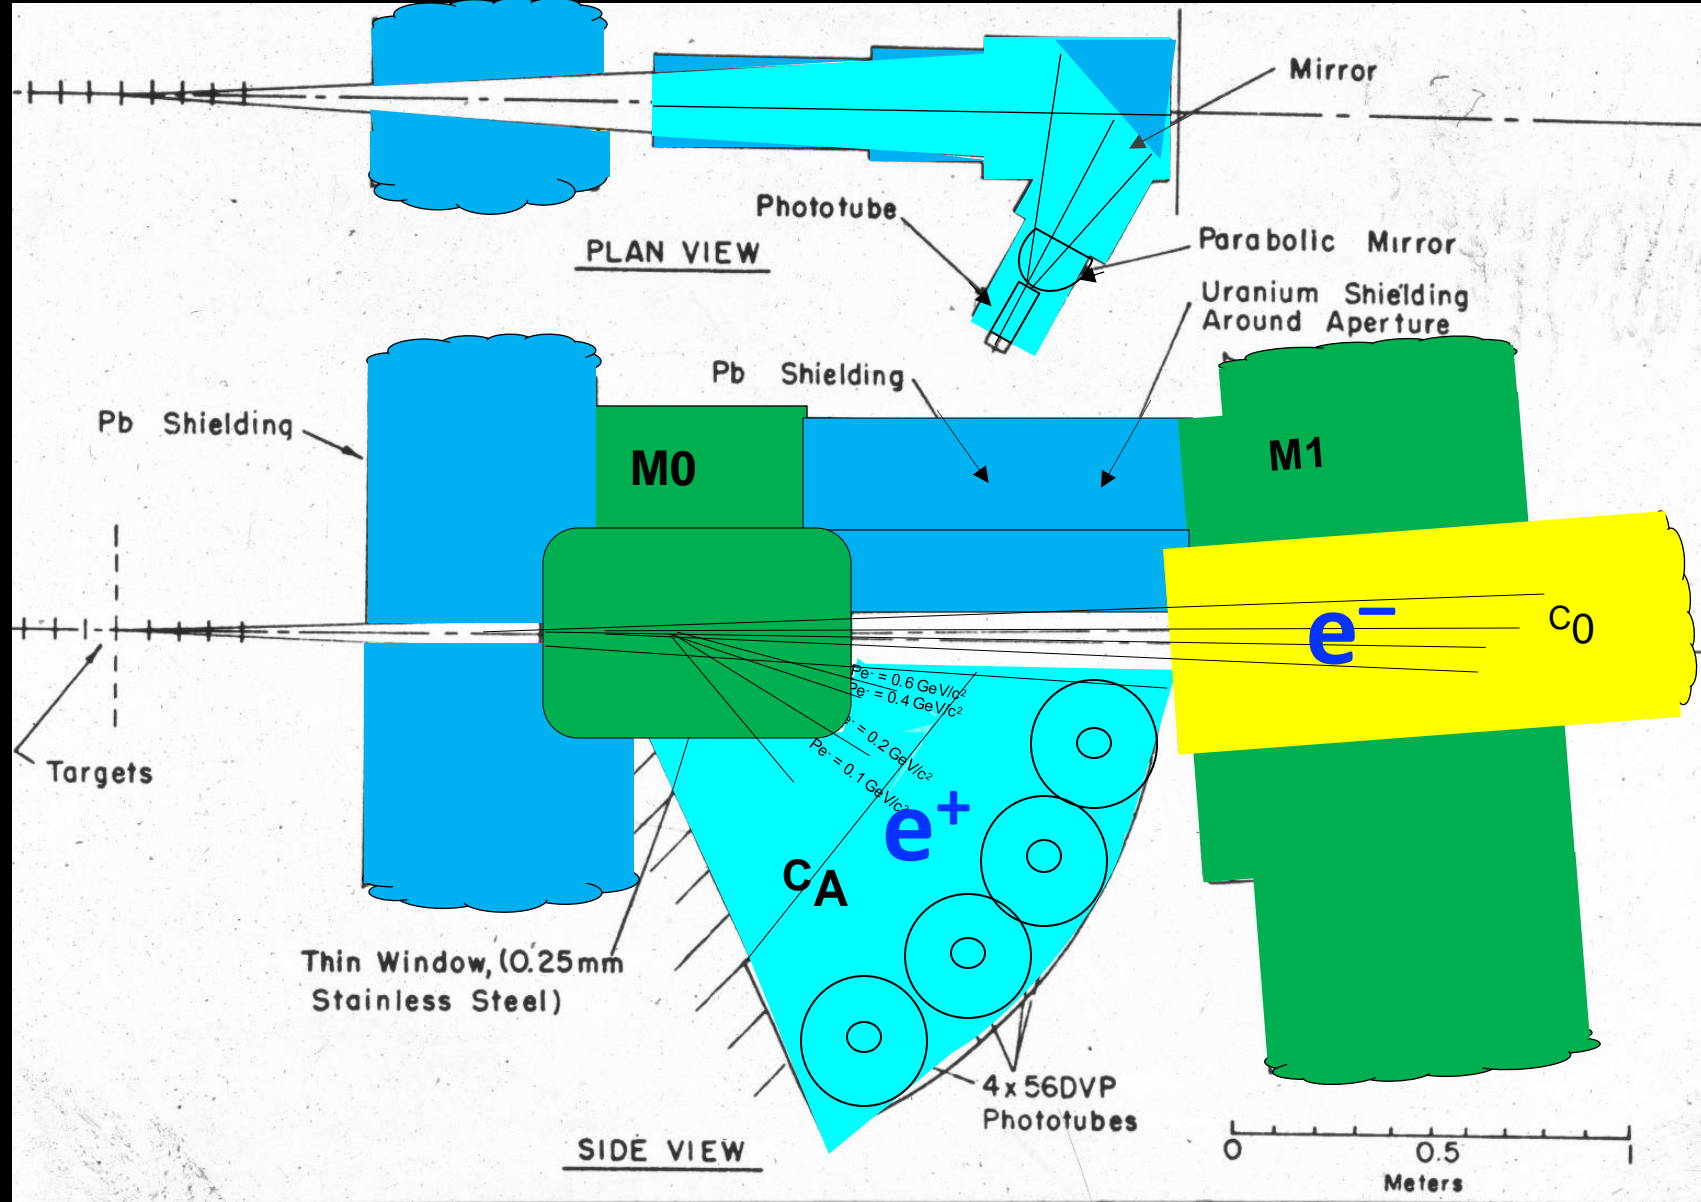 Mirror
Phototube
PLAN VIEW
Parabolic Mirror
Uranium Shielding
Around Aperture
Pb Shielding
Pb Shielding
M0
M1
e−
C0
Targets
Pe⁻ = 0.6 GeV/c²
Pe⁻ = 0.4 GeV/c²
e⁻ = 0.2 GeV/c²
Pe⁻ = 0.1 GeV/c²
e+
CA
Thin Window, (0.25mm
Stainless Steel)
4x56DVP
Phototubes
SIDE VIEW
0 0.5 1
Meters